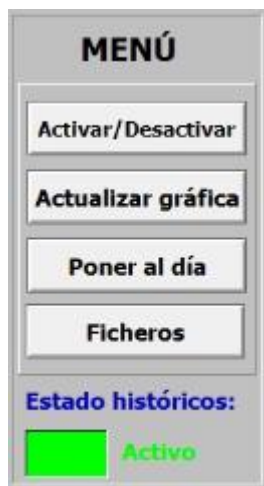 MENÚ
Activar/Desactivar
Actualizar gráfica
Poner al día
Ficheros
Estado históricos:
Activo